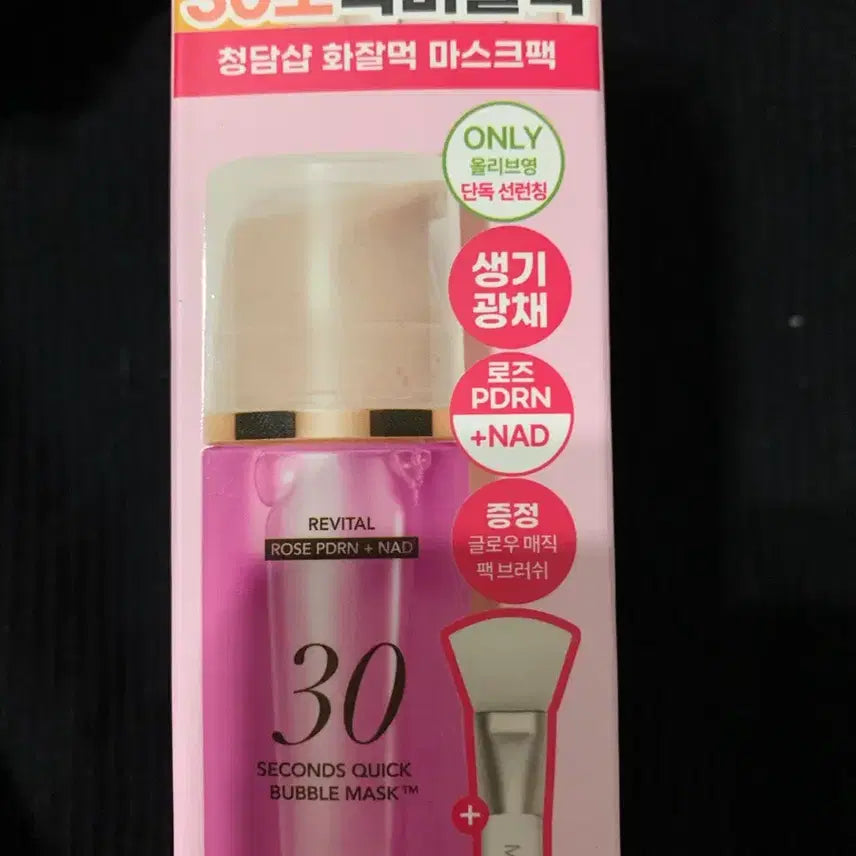 청담샵 화잘먹 마스크팩
ONLY
올리브영
단독 선런칭
생기
광채
로즈
PDRN
+NAD
증정
글로우 매직
팩 브러쉬
REVITAL
ROSE PDRN + NAD
30
SECONDS QUICK
BUBBLE MASK™
+